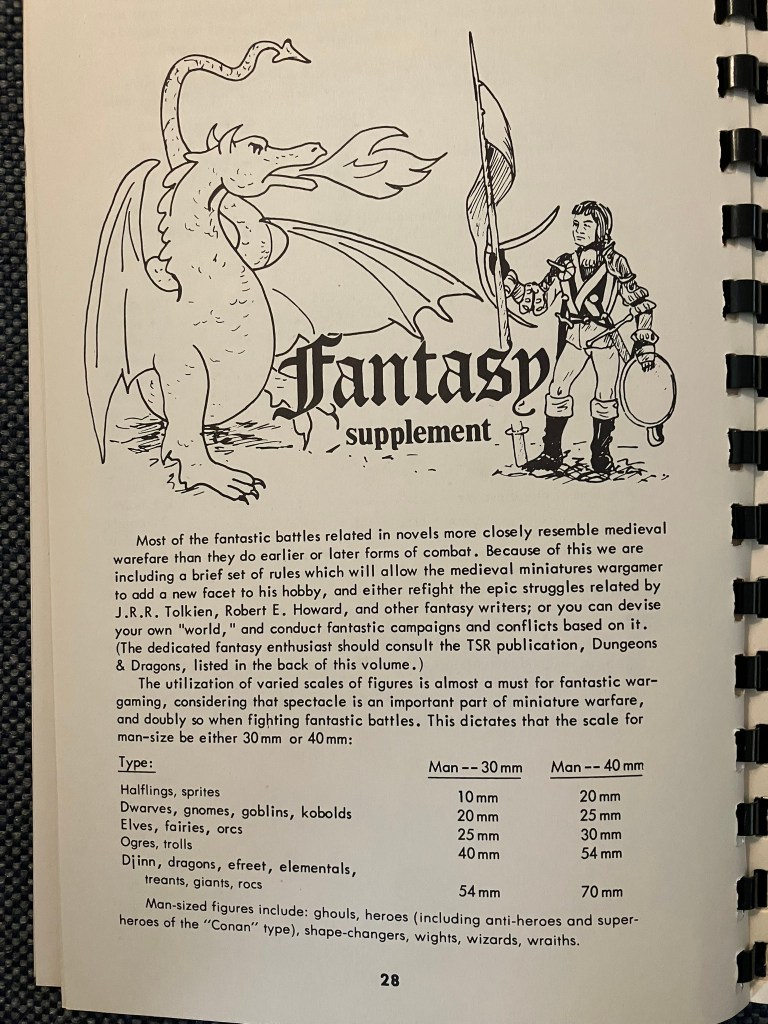 Fantasy
supplement
Most of the fantastic battles related in novels more closely resemble medieval
warefare than they do earlier or later forms of combat. Because of this we are
including a brief set of rules which will allow the medieval miniatures wargamer
to add a new facet to his hobby, and either refight the epic struggles related by
J.R.R. Tolkien, Robert E. Howard, and other fantasy writers; or you can devise
your own "world," and conduct fantastic campaigns and conflicts based on it.
(The dedicated fantasy enthusiast should consult the TSR publication, Dungeons
& Dragons, listed in the back of this volume.)
The utilization of varied scales of figures is almost a must for fantastic war-
gaming, considering that spectacle is an important part of miniature warfare,
and doubly so when fighting fantastic battles. This dictates that the scale for
man-size be either 30mm or 40mm:
Type: Man -- 30mm Man -- 40mm
Halflings, sprites 10mm 20mm
Dwarves, gnomes, goblins, kobolds 20mm 25mm
Elves, fairies, orcs 25mm 30mm
Ogres, trolls 40mm 54mm
Djinn, dragons, efreet, elementals,
treants, giants, rocs 54mm 70mm
Man-sized figures include: ghouls, heroes (including anti-heroes and super-
heroes of the "Conan" type), shape-changers, wights, wizards, wraiths.
28